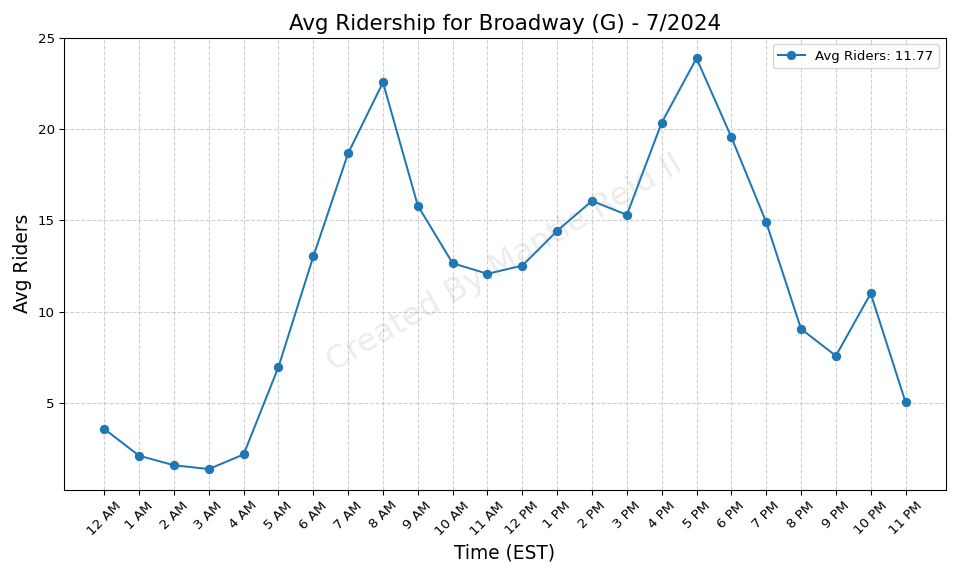 Avg Ridership for Broadway (G) - 7/2024
25
Avg Riders: 11.77
20
15
10
5
Avg Riders
Created By Mantie Reid II
12 AM
1 AM
2 AM
3 AM
4 AM
5 AM
6 AM
7 AM
8 AM
9 AM
10 AM
11 AM
12 PM
1 PM
2 PM
3 PM
4 PM
5 PM
6 PM
7 PM
8 PM
9 PM
10 PM
11 PM
Time (EST)